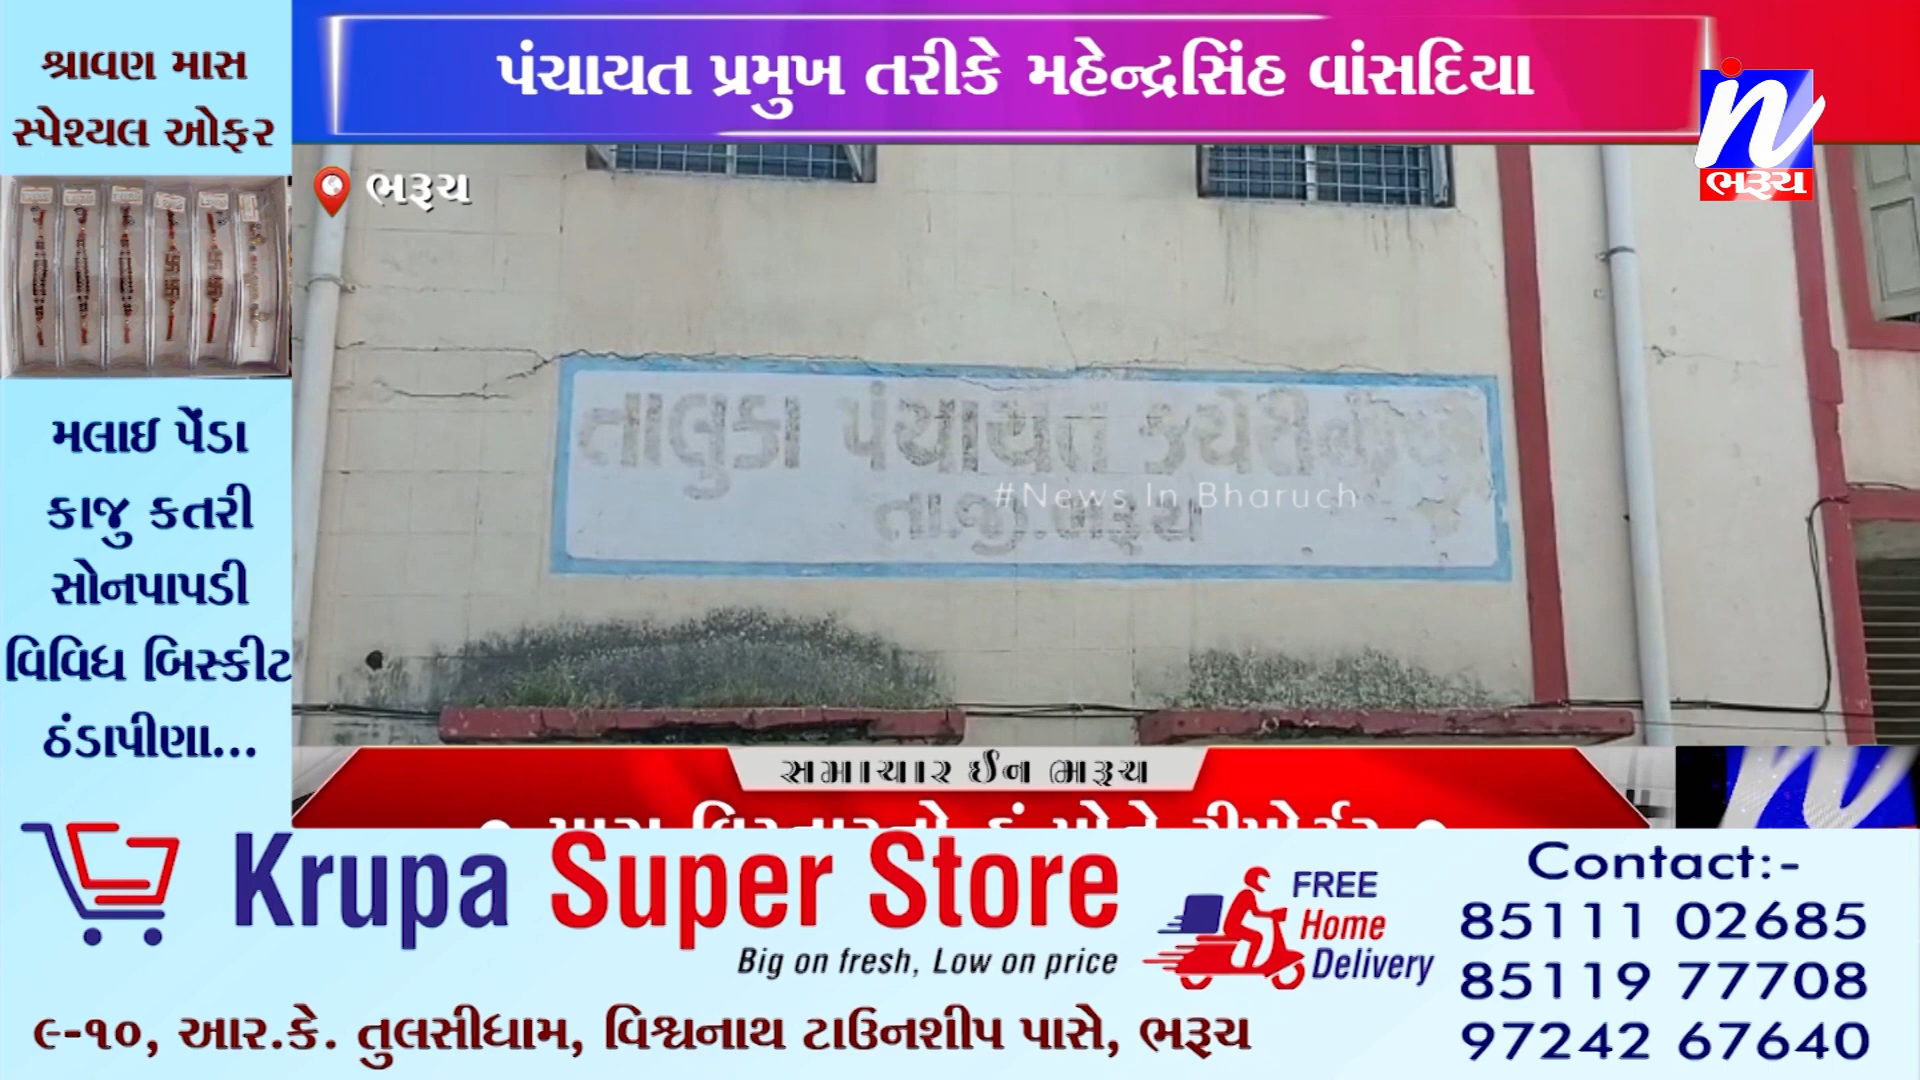 શ્રાવણ માસ
સ્પેશ્યલ ઓફર
મલાઇ પેંડા
કાજુ કતરી
સોનપાપડી
વિવિધ બિસ્કીટ
ઠંડાપીણા...
પંચાયત પ્રમુખ તરીકે મહેન્દ્રસિંહ વાંસદિયા
in
ભરૂચ
ભરૂચ
તાલુકા પંચાયત કચેરી
#News In Bharuch
તા.જી.ભરૂચ
સમાચાર ઈન ભરૂચ
Krupa Super Store
Big on fresh, Low on price
FREE
Home
Delivery
Contact:-
85111 02685
85119 77708
97242 67640
૯-૧૦, આર.કે. તુલસીધામ, વિશ્વનાથ ટાઉનશીપ પાસે, ભરૂચ